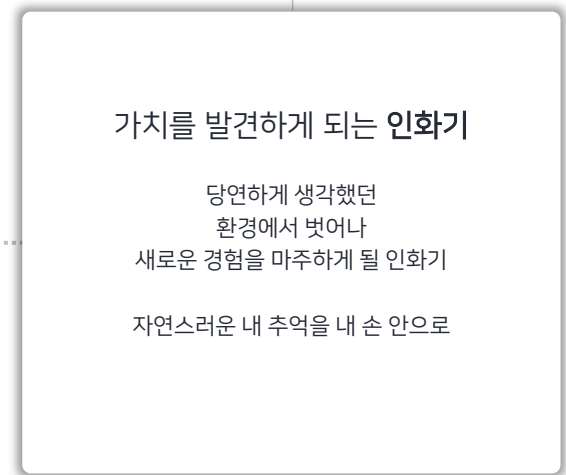 가치를 발견하게 되는 인화기
당연하게 생각했던
환경에서 벗어나
새로운 경험을 마주하게 될 인화기
자연스러운 내 추억을 내 손 안으로